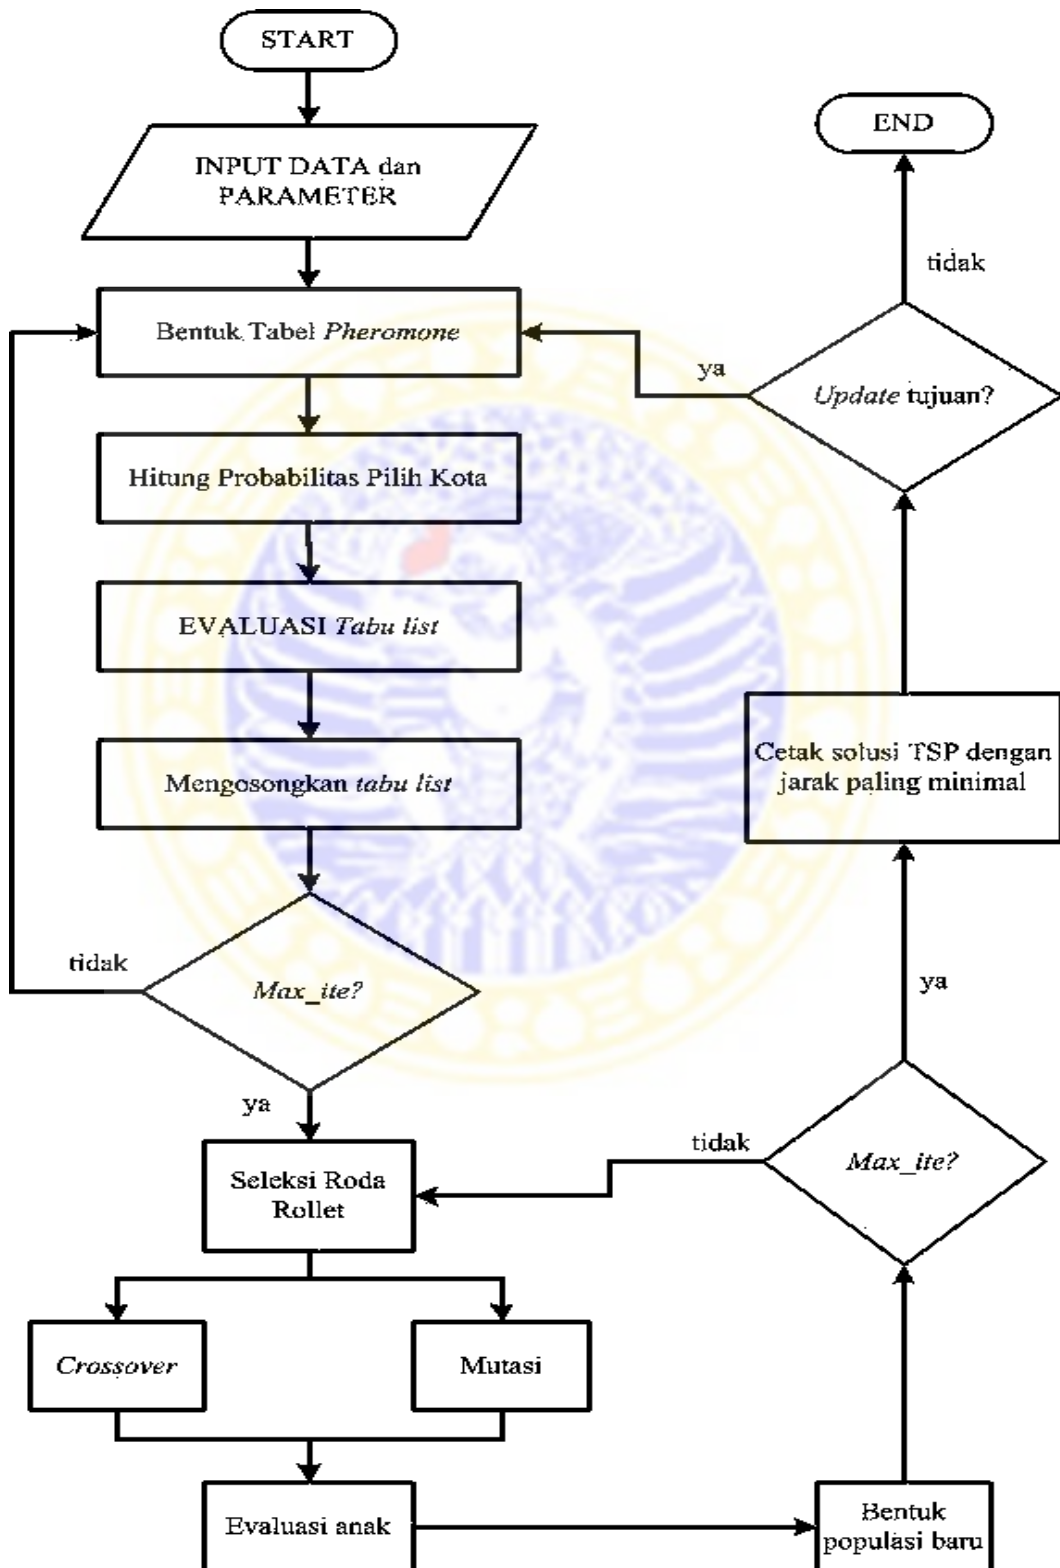 START
INPUT DATA dan
PARAMETER
Bentuk Tabel Pheromone
Hitung Probabilitas Pilih Kota
EVALUASI Tabu list
Mengosongkan tabu list
Max_ite?
tidak
ya
Seleksi Roda
Rollet
Crossover
Mutasi
Evaluasi anak
Bentuk
populasi baru
Max_ite?
tidak
ya
Cetak solusi TSP dengan
jarak paling minimal
Update tujuan?
ya
tidak
END